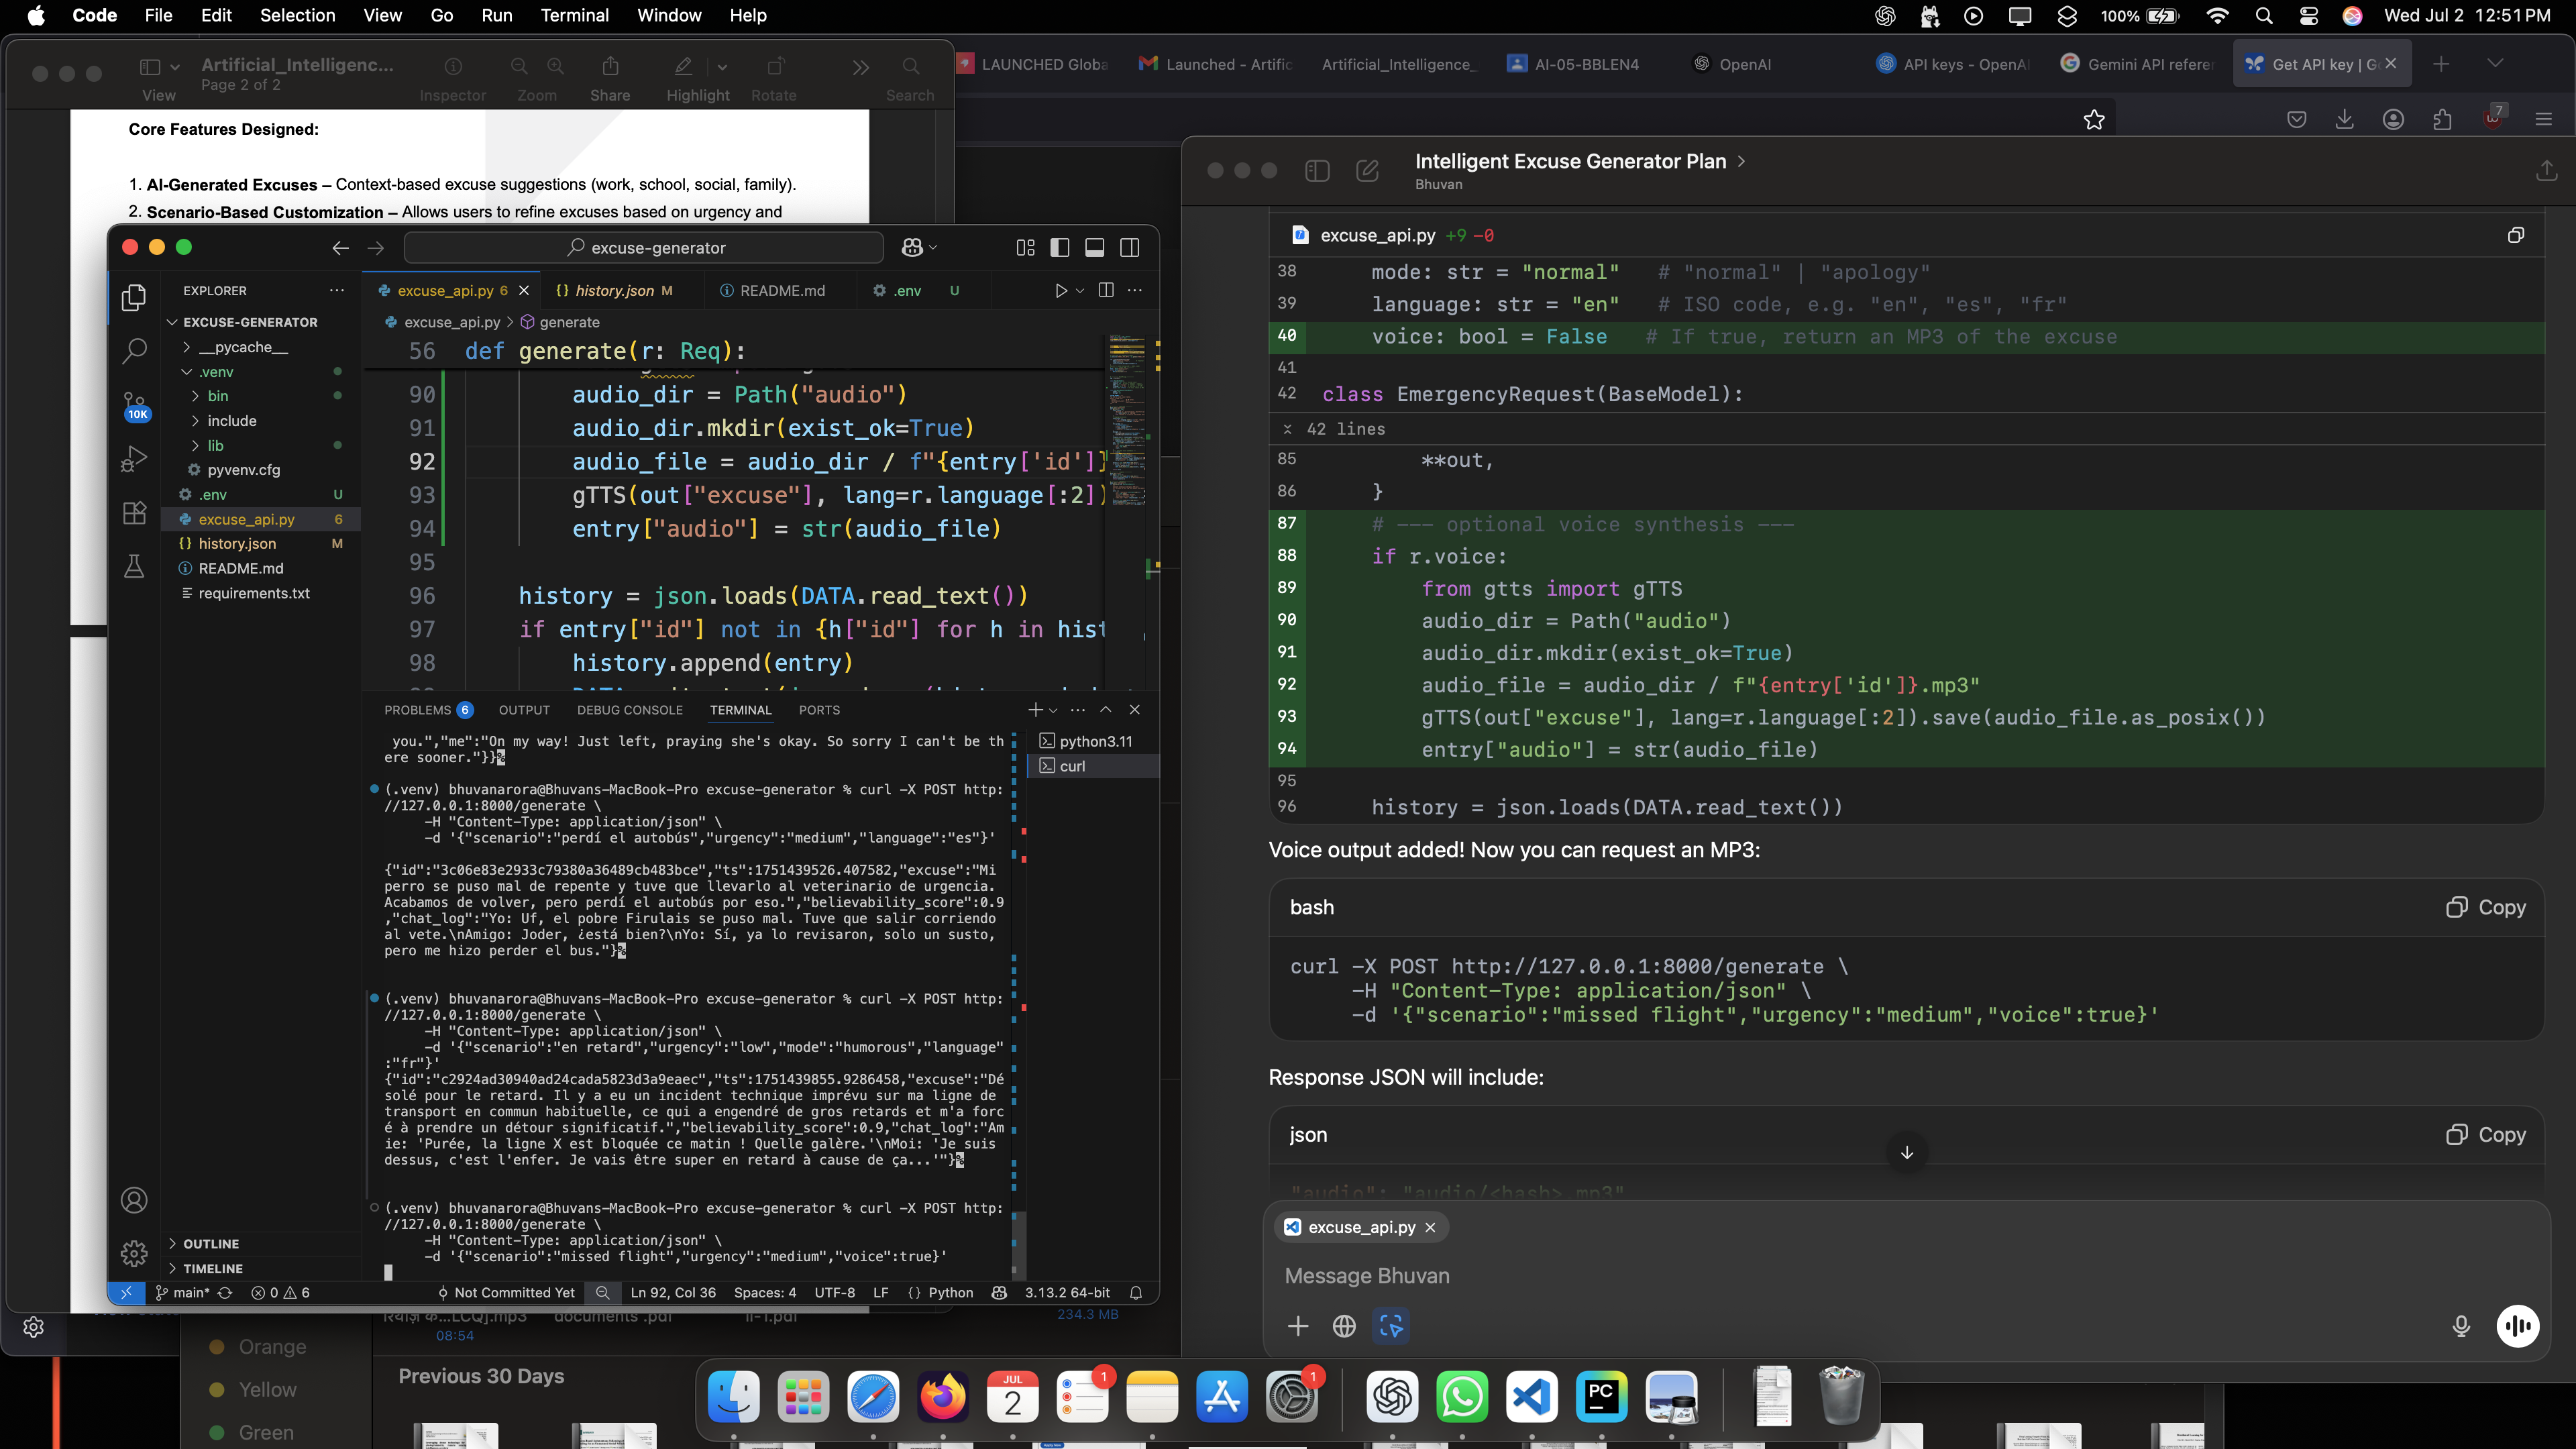 Code File Edit Selection View Go Run Terminal Window Help
100% Wed Jul 2 12:51 PM
Artificial_Intelligenc...
Page 2 of 2
View Inspector Zoom Share Highlight Rotate Search
LAUNCHED Globa
Launched - Artific
Artificial_Intelligence_
AI-05-BBLEN4
OpenAI
API keys - OpenAI
Gemini API refere
Get API key | G
7
Core Features Designed:
1. AI-Generated Excuses – Context-based excuse suggestions (work, school, social, family).
2. Scenario-Based Customization – Allows users to refine excuses based on urgency and
excuse-generator
EXPLORER
EXCUSE-GENERATOR
__pycache__
.venv
bin
include
lib
pyvenv.cfg
.env U
excuse_api.py 6
history.json M
README.md
requirements.txt
OUTLINE
TIMELINE
10K
excuse_api.py 6
history.json M
README.md
.env U
excuse_api.py > generate
56 def generate(r: Req):
90 audio_dir = Path("audio")
91 audio_dir.mkdir(exist_ok=True)
92 audio_file = audio_dir / f"{entry['id']}
93 gTTS(out["excuse"], lang=r.language[:2])
94 entry["audio"] = str(audio_file)
95
96 history = json.loads(DATA.read_text())
97 if entry["id"] not in {h["id"] for h in hist
98 history.append(entry)
PROBLEMS 6 OUTPUT DEBUG CONSOLE TERMINAL PORTS
python3.11
curl
you.","me":"On my way! Just left, praying she's okay. So sorry I can't be th
ere sooner."}}%
(.venv) bhuvanarora@Bhuvans-MacBook-Pro excuse-generator % curl -X POST http:
//127.0.0.1:8000/generate \
-H "Content-Type: application/json" \
-d '{"scenario":"perdí el autobús","urgency":"medium","language":"es"}'
{"id":"3c06e83e2933c79380a36489cb483bce","ts":1751439526.407582,"excuse":"Mi
perro se puso mal de repente y tuve que llevarlo al veterinario de urgencia.
Acabamos de volver, pero perdí el autobús por eso.","believability_score":0.9
,"chat_log":"Yo: Uf, el pobre Firulais se puso mal. Tuve que salir corriendo
al vete.\nAmigo: Joder, ¿está bien?\nYo: Sí, ya lo revisaron, solo un susto,
pero me hizo perder el bus."}%
(.venv) bhuvanarora@Bhuvans-MacBook-Pro excuse-generator % curl -X POST http:
//127.0.0.1:8000/generate \
-H "Content-Type: application/json" \
-d '{"scenario":"en retard","urgency":"low","mode":"humorous","language"
:"fr"}'
{"id":"c2924ad30940ad24cada5823d3a9eaec","ts":1751439855.9286458,"excuse":"Dé
solé pour le retard. Il y a eu un incident technique imprévu sur ma ligne de
transport en commun habituelle, ce qui a engendré de gros retards et m'a forc
é à prendre un détour significatif.","believability_score":0.9,"chat_log":"Am
ie: 'Purée, la ligne X est bloquée ce matin ! Quelle galère.'\nMoi: 'Je suis
dessus, c'est l'enfer. Je vais être super en retard à cause de ça...'"}%
(.venv) bhuvanarora@Bhuvans-MacBook-Pro excuse-generator % curl -X POST http:
//127.0.0.1:8000/generate \
-H "Content-Type: application/json" \
-d '{"scenario":"missed flight","urgency":"medium","voice":true}'
main* 0 6 Not Committed Yet Ln 92, Col 36 Spaces: 4 UTF-8 LF {} Python 3.13.2 64-bit
Intelligent Excuse Generator Plan >
Bhuvan
excuse_api.py +9 -0
38 mode: str = "normal" # "normal" | "apology"
39 language: str = "en" # ISO code, e.g. "en", "es", "fr"
40 voice: bool = False # If true, return an MP3 of the excuse
41
42 class EmergencyRequest(BaseModel):
42 lines
85 **out,
86 }
87 # --- optional voice synthesis ---
88 if r.voice:
89 from gtts import gTTS
90 audio_dir = Path("audio")
91 audio_dir.mkdir(exist_ok=True)
92 audio_file = audio_dir / f"{entry['id']}.mp3"
93 gTTS(out["excuse"], lang=r.language[:2]).save(audio_file.as_posix())
94 entry["audio"] = str(audio_file)
95
96 history = json.loads(DATA.read_text())
Voice output added! Now you can request an MP3:
bash Copy
curl -X POST http://127.0.0.1:8000/generate \
-H "Content-Type: application/json" \
-d '{"scenario":"missed flight","urgency":"medium","voice":true}'
Response JSON will include:
json Copy
"audio": "audio/<hash>.mp3"
excuse_api.py
Message Bhuvan
...LCQ].mp3
08:54
documents .pdf
II-1.pdf
234.3 MB
Orange
Yellow
Green
Previous 30 Days
JUL
2
1
1
PC